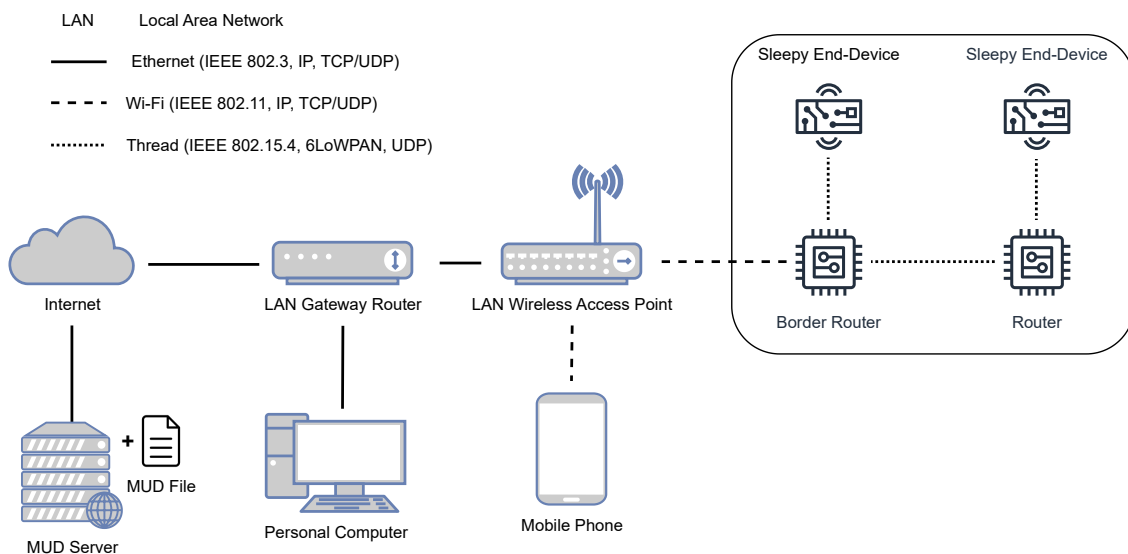 LAN Local Area Network
Ethernet (IEEE 802.3, IP, TCP/UDP)
Wi-Fi (IEEE 802.11, IP, TCP/UDP)
Thread (IEEE 802.15.4, 6LoWPAN, UDP)
Sleepy End-Device
Sleepy End-Device
Internet
LAN Gateway Router
LAN Wireless Access Point
Border Router
Router
+
MUD File
MUD Server
Personal Computer
Mobile Phone